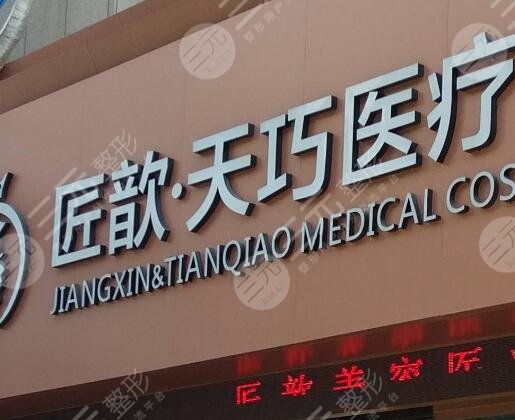 匠歆·天巧医疗
JIANGXIN&TIANQIAO MEDICAL COS